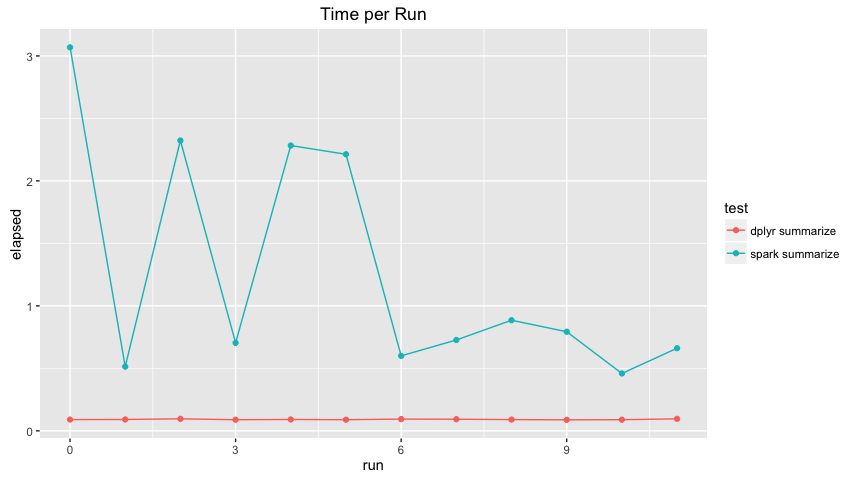 Time per Run
elapsed
3
2
1
0
0
3
6
9
run
test
dplyr summarize
spark summarize